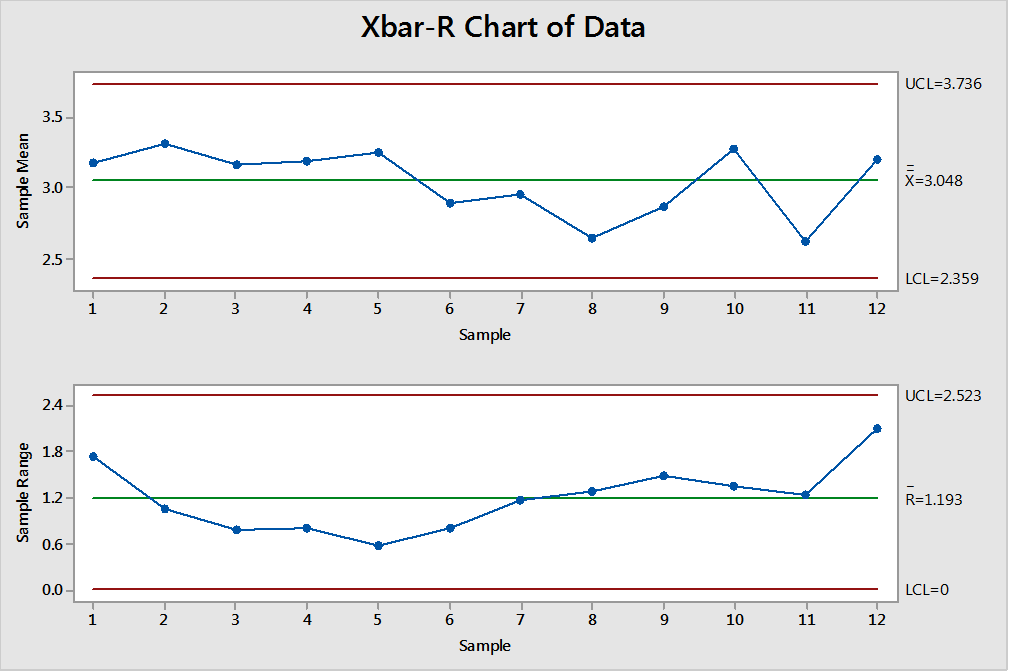 Xbar-R Chart of Data
Sample Mean
3.5
3.0
2.5
UCL=3.736
X̿=3.048
LCL=2.359
1 2 3 4 5 6 7 8 9 10 11 12
Sample
Sample Range
2.4
1.8
1.2
0.6
0.0
UCL=2.523
R̄=1.193
LCL=0
1 2 3 4 5 6 7 8 9 10 11 12
Sample